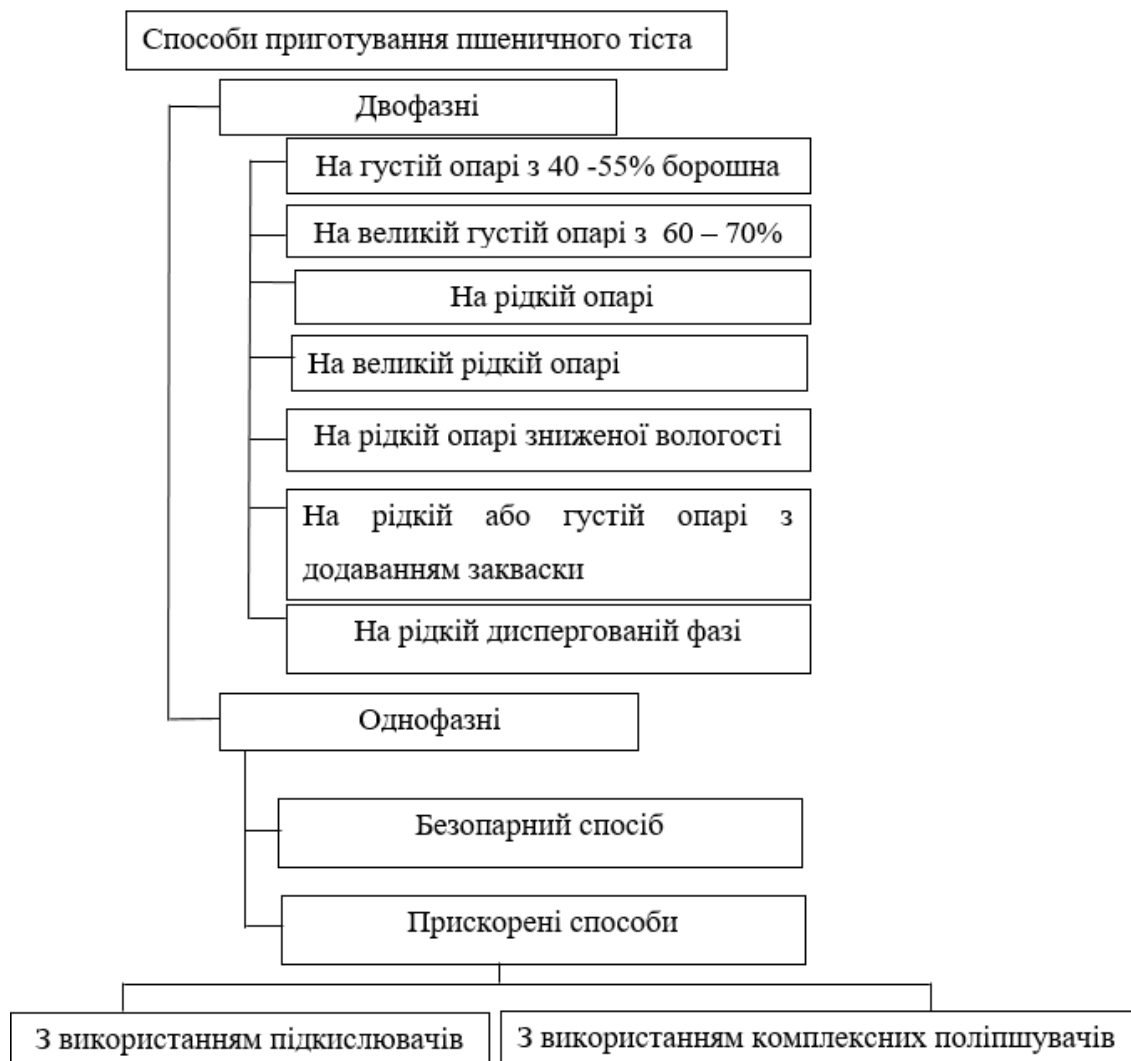 Способи приготування пшеничного тіста
Двофазні
На густій опарі з 40 -55% борошна
На великій густій опарі з 60 – 70%
На рідкій опарі
На великій рідкій опарі
На рідкій опарі зниженої вологості
На рідкій або густій опарі з
додаванням закваски
На рідкій диспергованій фазі
Однофазні
Безопарний спосіб
Прискорені способи
З використанням підкислювачів
З використанням комплексних поліпшувачів